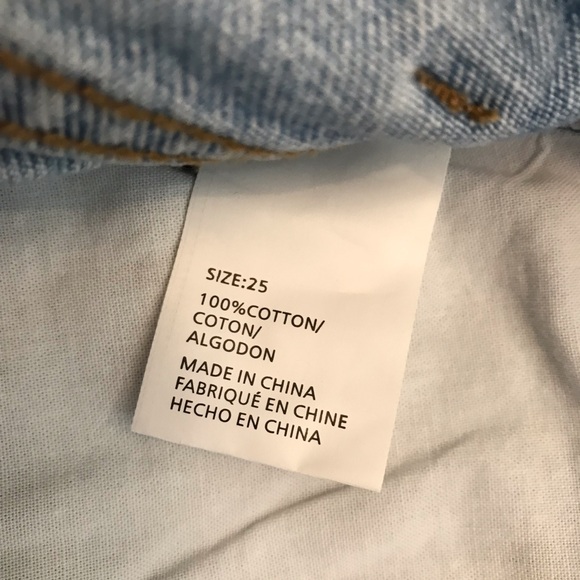 SIZE:25
100%COTTON/
COTON/
ALGODON
MADE IN CHINA
FABRIQUÉ EN CHINE
HECHO EN CHINA